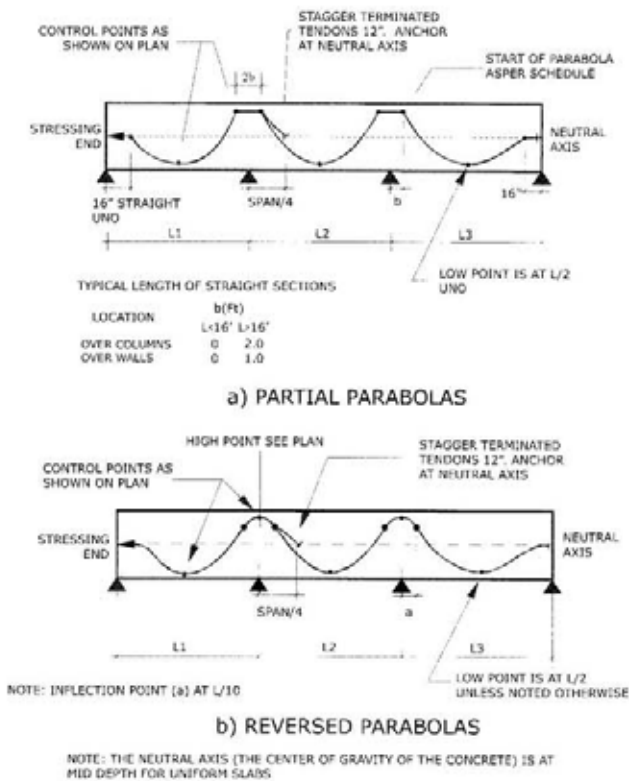 CONTROL POINTS AS
SHOWN ON PLAN
STAGGER TERMINATED
TENDONS 12". ANCHOR
AT NEUTRAL AXIS
2b
START OF PARABOLA
ASPER SCHEDULE
STRESSING
END
NEUTRAL
AXIS
16" STRAIGHT
UNO
SPAN/4
b
16"
L1
L2
L3
LOW POINT IS AT L/2
UNO
TYPICAL LENGTH OF STRAIGHT SECTIONS
b(Ft)
LOCATION
L<16' L>16'
OVER COLUMNS 0 2.0
OVER WALLS 0 1.0
a) PARTIAL PARABOLAS
HIGH POINT SEE PLAN
CONTROL POINTS AS
SHOWN ON PLAN
STAGGER TERMINATED
TENDONS 12". ANCHOR
AT NEUTRAL AXIS
STRESSING
END
NEUTRAL
AXIS
SPAN/4
a
L1
L2
L3
NOTE: INFLECTION POINT (a) AT L/10
LOW POINT IS AT L/2
UNLESS NOTED OTHERWISE
b) REVERSED PARABOLAS
NOTE: THE NEUTRAL AXIS (THE CENTER OF GRAVITY OF THE CONCRETE) IS AT
MID DEPTH FOR UNIFORM SLABS